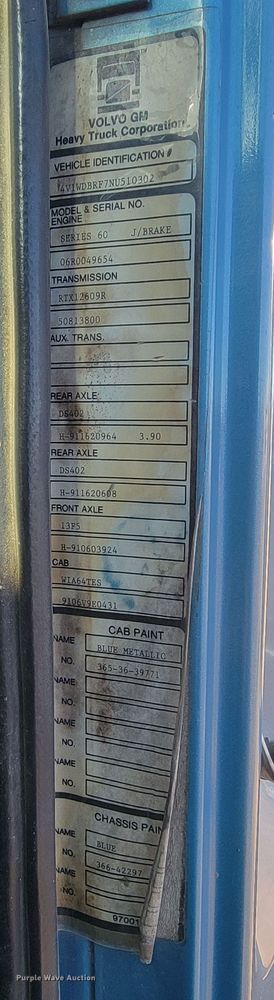 VOLVO GM
Heavy Truck Corporation
VEHICLE IDENTIFICATION #
4V1WDBRF7NU510302
MODEL & SERIAL NO.
ENGINE
SERIES 60 J/BRAKE
06R0049654
TRANSMISSION
RTX12609R
50813800
AUX. TRANS.
REAR AXLE
DS402
H-911620964 3.90
REAR AXLE
DS402
H-911620608
FRONT AXLE
13F5
H-910603924
CAB
WIA64TES
9106V9E0431
CAB PAINT
NAME BLUE METALLIC
NO. 365-36-39771
NAME
NO.
NAME
NO.
NAME
NO.
CHASSIS PAIN
NAME BLUE
NO. 366-42297
NAME
NO.
97001
Purple Wave Auction